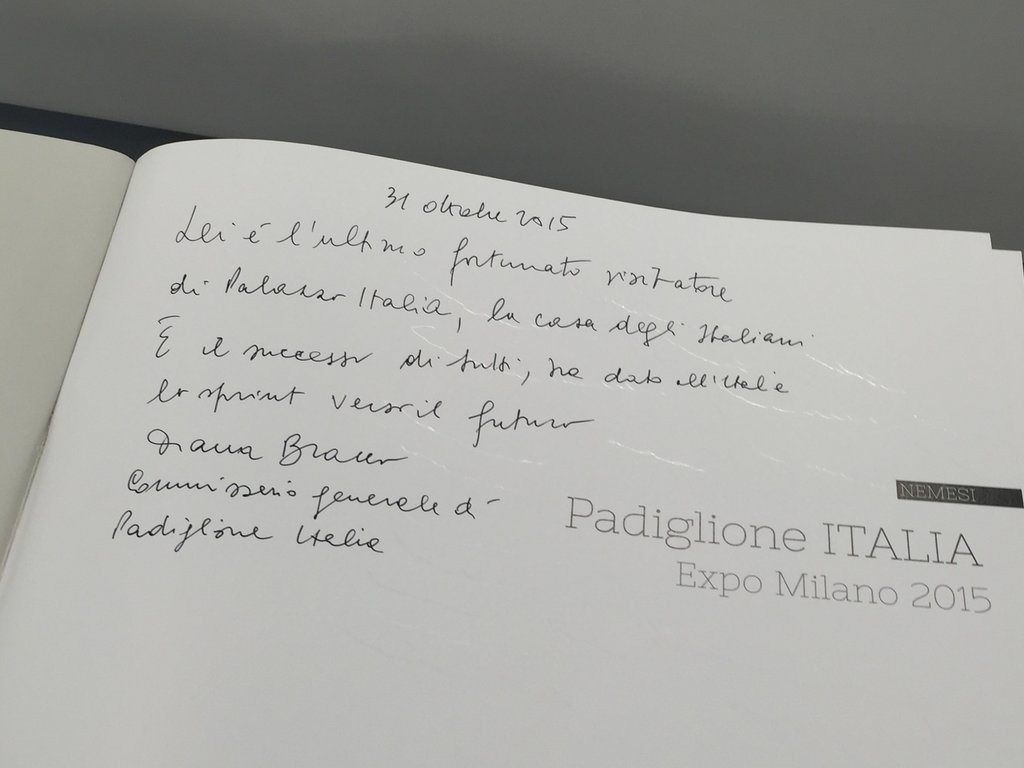 31 ottobre 2015
Lei é l'ultimo fortunato visitatore
di Palazzo Italia, la casa degli Italiani
È il successo di tutti, ha dato all'Italia
lo sprint verso il futuro
Diana Bracco
Commissario generale di
Padiglione Italia
NEMESI
Padiglione ITALIA
Expo Milano 2015